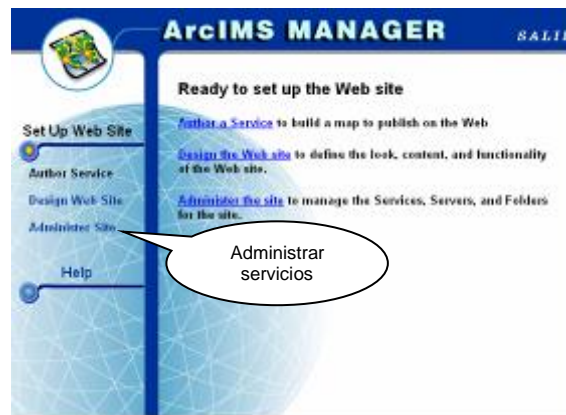 ArcIMS MANAGER
Ready to set up the Web site
Author a Service to build a map to publish on the Web
Design the Web site to define the look, content, and functionality
of the Web site.
Administer the site to manage the Services, Servers, and Folders
for the site.
Set Up Web Site
Author Service
Design Web Site
Administer Site
Administrar
servicios
Help